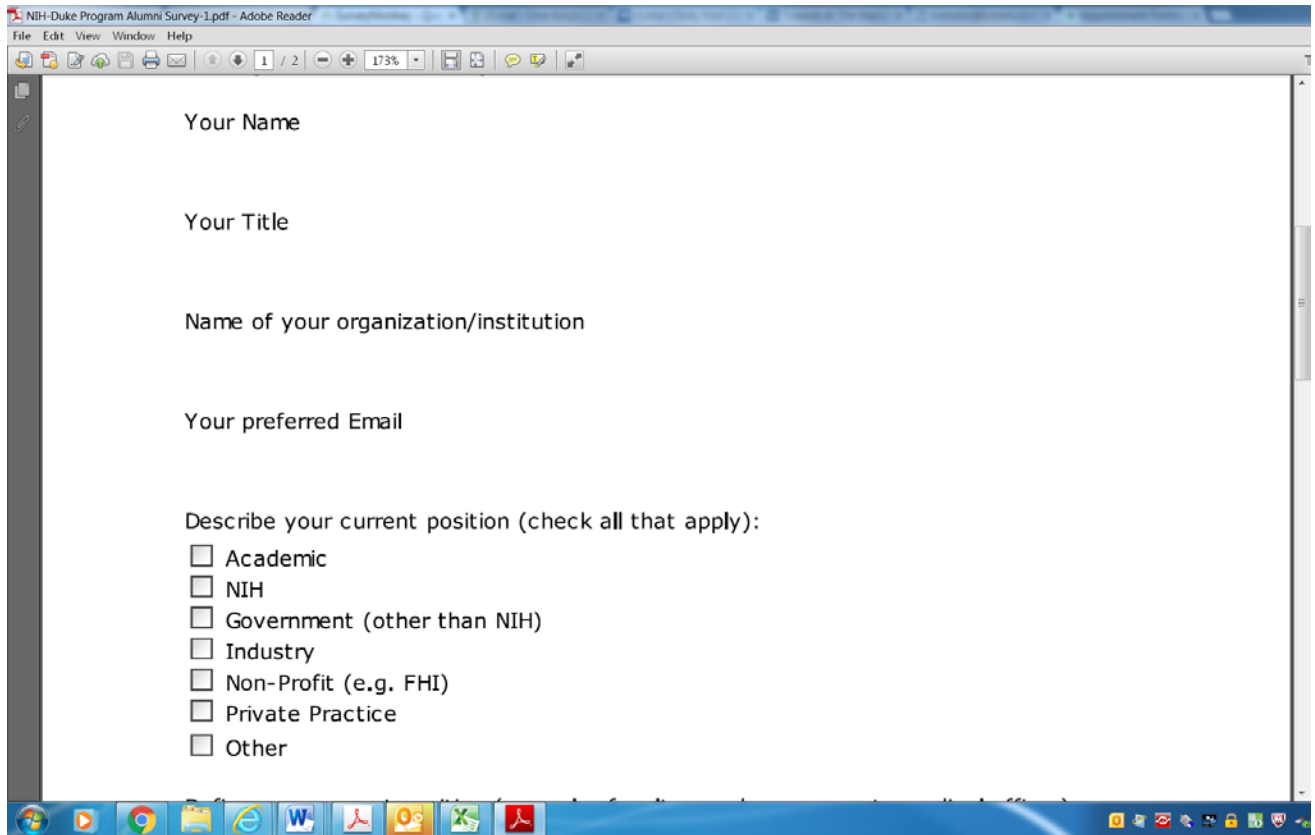 NIH-Duke Program Alumni Survey-1.pdf - Adobe Reader
File Edit View Window Help
1 / 2 173%
Your Name
Your Title
Name of your organization/institution
Your preferred Email
Describe your current position (check all that apply):
Academic
NIH
Government (other than NIH)
Industry
Non-Profit (e.g. FHI)
Private Practice
Other